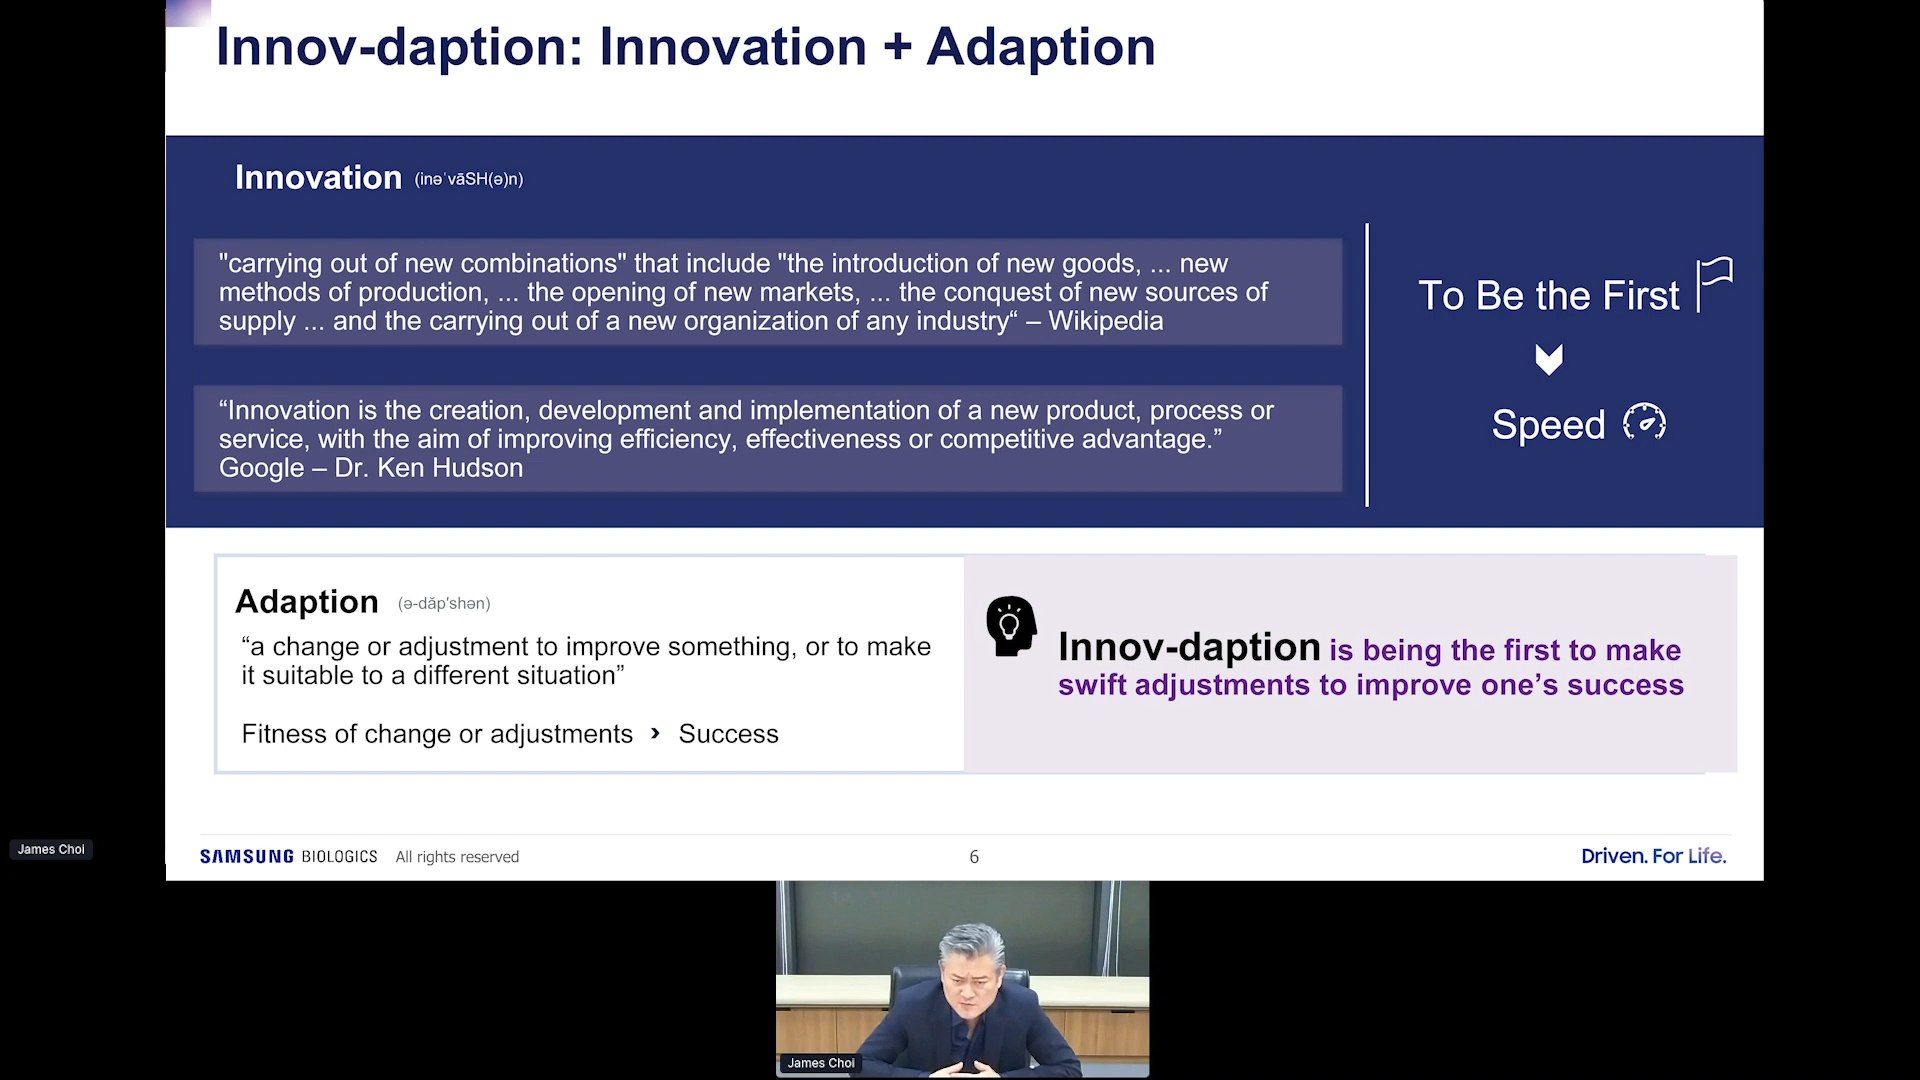 Innov-daption: Innovation + Adaption
Innovation (inəˈvāSH(ə)n)
"carrying out of new combinations" that include "the introduction of new goods, ... new
methods of production, ... the opening of new markets, ... the conquest of new sources of
supply ... and the carrying out of a new organization of any industry“ – Wikipedia
“Innovation is the creation, development and implementation of a new product, process or
service, with the aim of improving efficiency, effectiveness or competitive advantage.”
Google – Dr. Ken Hudson
To Be the First
Speed
Adaption (ə-dăp′shən)
“a change or adjustment to improve something, or to make
it suitable to a different situation”
Fitness of change or adjustments › Success
Innov-daption is being the first to make
swift adjustments to improve one’s success
James Choi
SAMSUNG BIOLOGICS All rights reserved
6
Driven. For Life.
James Choi